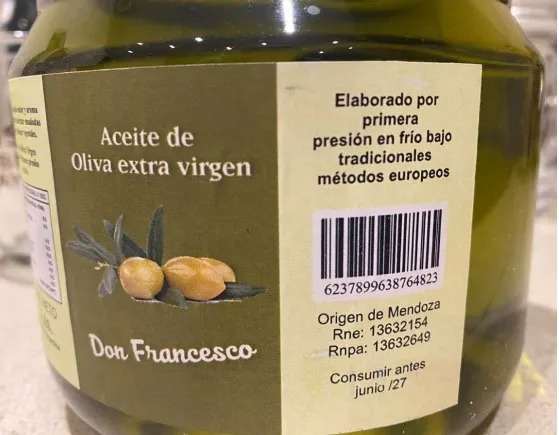 Aceite de
Oliva extra virgen
Don Francesco
Elaborado por
primera
presión en frío bajo
tradicionales
métodos europeos
6237899638764823
Origen de Mendoza
Rne: 13632154
Rnpa: 13632649
Consumir antes
junio /27